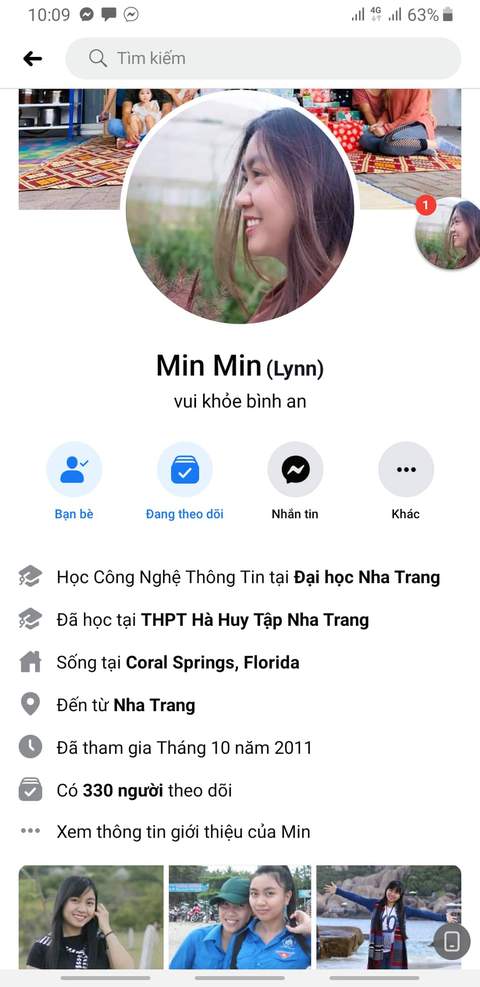 10:09
4G
63%
Tìm kiếm
1
Min Min (Lynn)
vui khỏe bình an
Bạn bè
Đang theo dõi
Nhắn tin
Khác
Học Công Nghệ Thông Tin tại Đại học Nha Trang
Đã học tại THPT Hà Huy Tập Nha Trang
Sống tại Coral Springs, Florida
Đến từ Nha Trang
Đã tham gia Tháng 10 năm 2011
Có 330 người theo dõi
Xem thông tin giới thiệu của Min